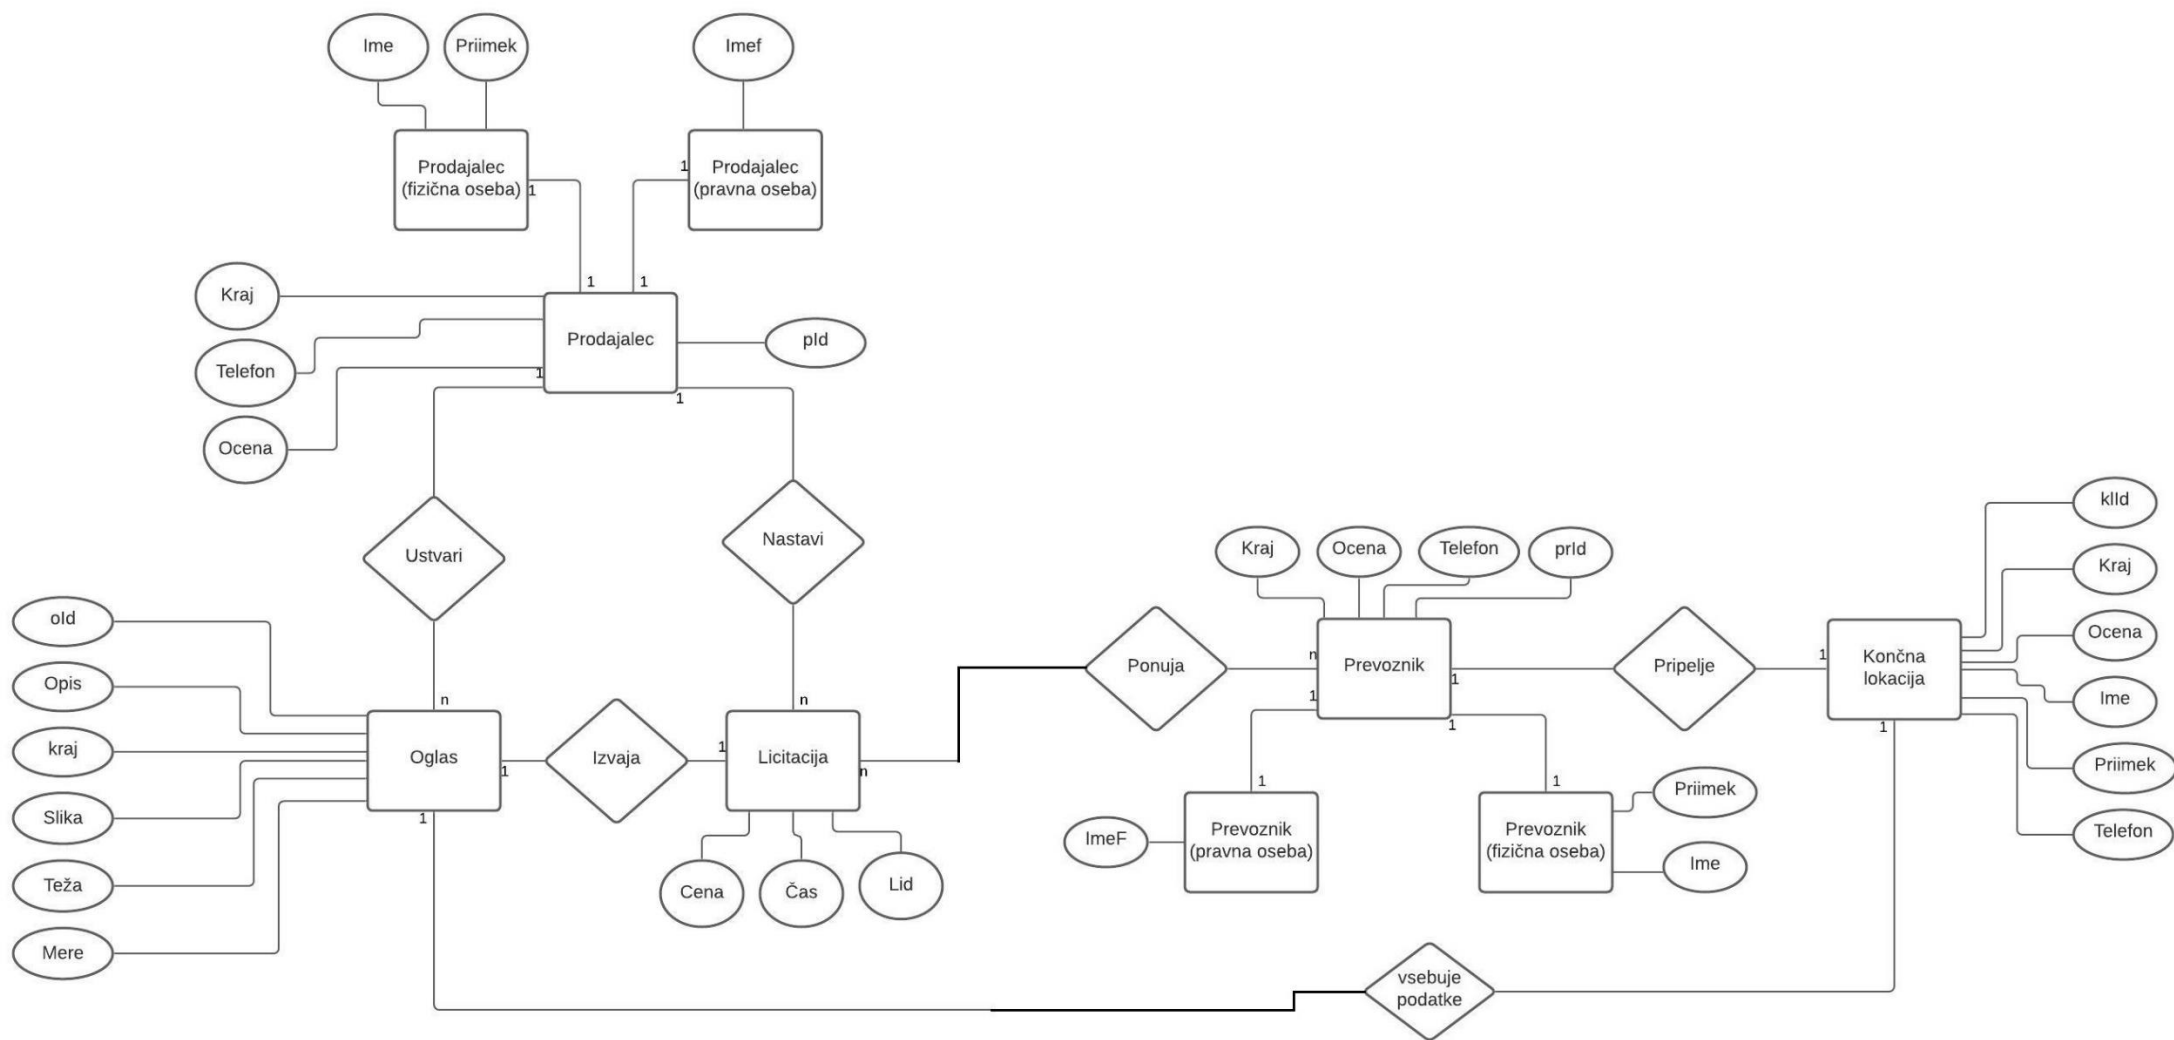 Ime
Priimek
Imef
Prodajalec
(fizična oseba)
1
1
Prodajalec
(pravna oseba)
1
1
Kraj
Telefon
Ocena
Prodajalec
pId
1
1
Ustvari
Nastavi
n
n
oId
Opis
kraj
Slika
Teža
Mere
Oglas
1
1
Izvaja
1
Licitacija
n
Cena
Čas
Lid
Ponuja
n
Kraj
Ocena
Telefon
prId
Prevoznik
1
1
1
Pripelje
1
Končna
lokacija
1
klId
Kraj
Ocena
Ime
Priimek
Telefon
1
1
ImeF
Prevoznik
(pravna oseba)
Prevoznik
(fizična oseba)
Priimek
Ime
vsebuje
podatke